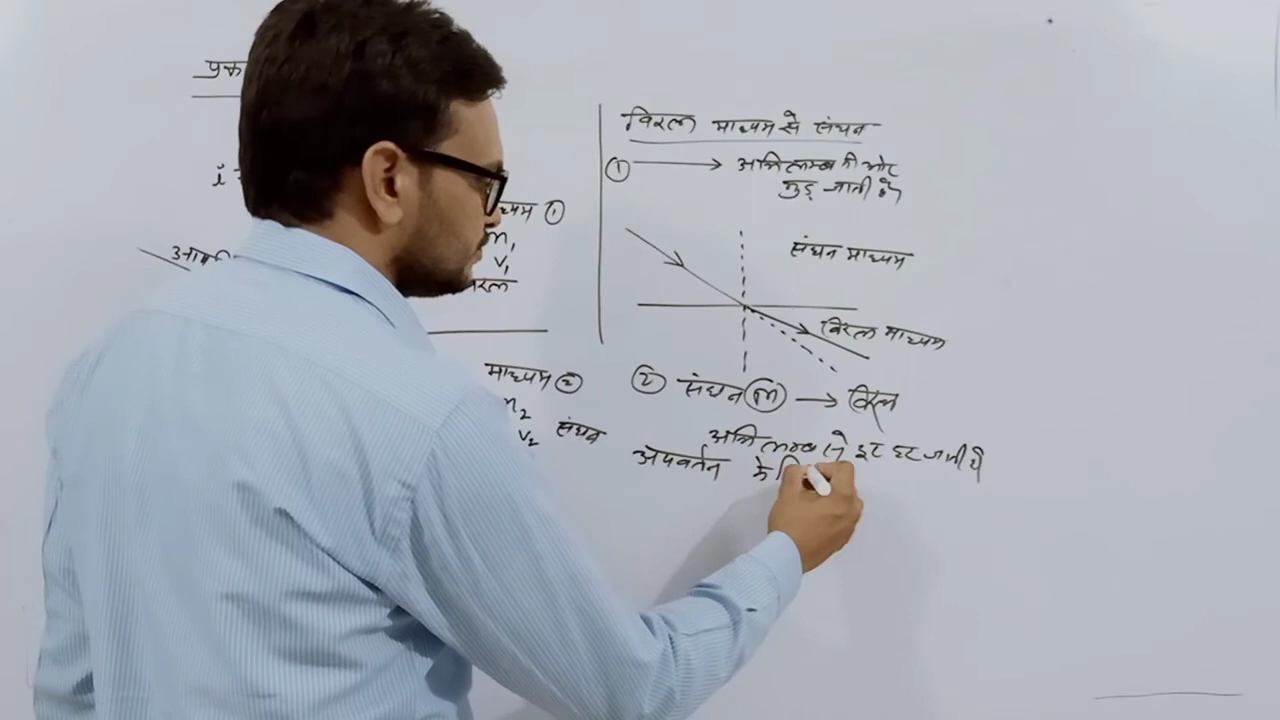 प्रका
i =
माध्यम ①
n₁
v₁
विरल
माध्यम ②
n₂
v₂ संघन
विरल माध्यम से संघन
① → अभिलम्ब की ओर
मुड़ जाती है
संघन माध्यम
विरल माध्यम
② संघन (m) → विरल
अभिलम्ब से दूर हट जाती है
अपवर्तन के नि